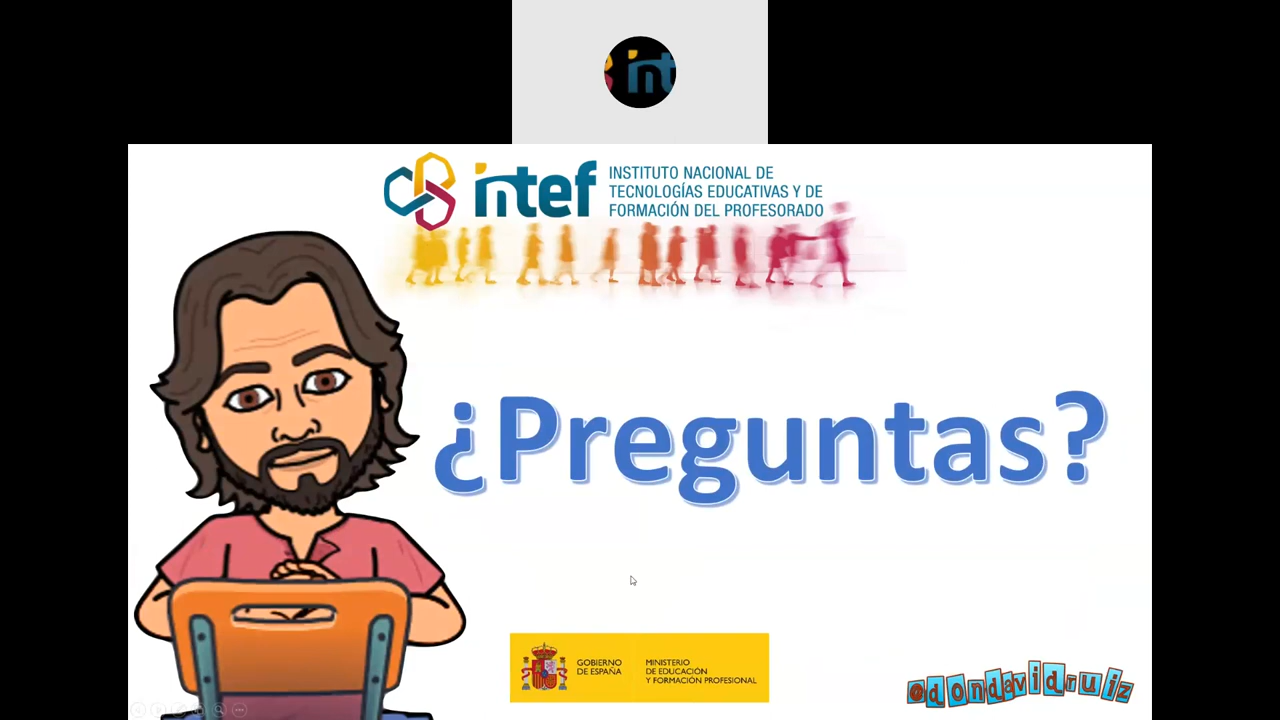 int
intef
INSTITUTO NACIONAL DE
TECNOLOGÍAS EDUCATIVAS Y DE
FORMACIÓN DEL PROFESORADO
¿Preguntas?
GOBIERNO
DE ESPAÑA
MINISTERIO
DE EDUCACIÓN
Y FORMACIÓN PROFESIONAL
@dondavidruiz